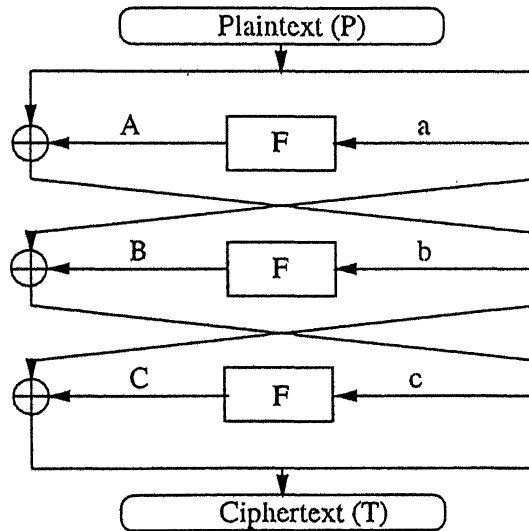 Plaintext (P)
A F a
B F b
C F c
Ciphertext (T)